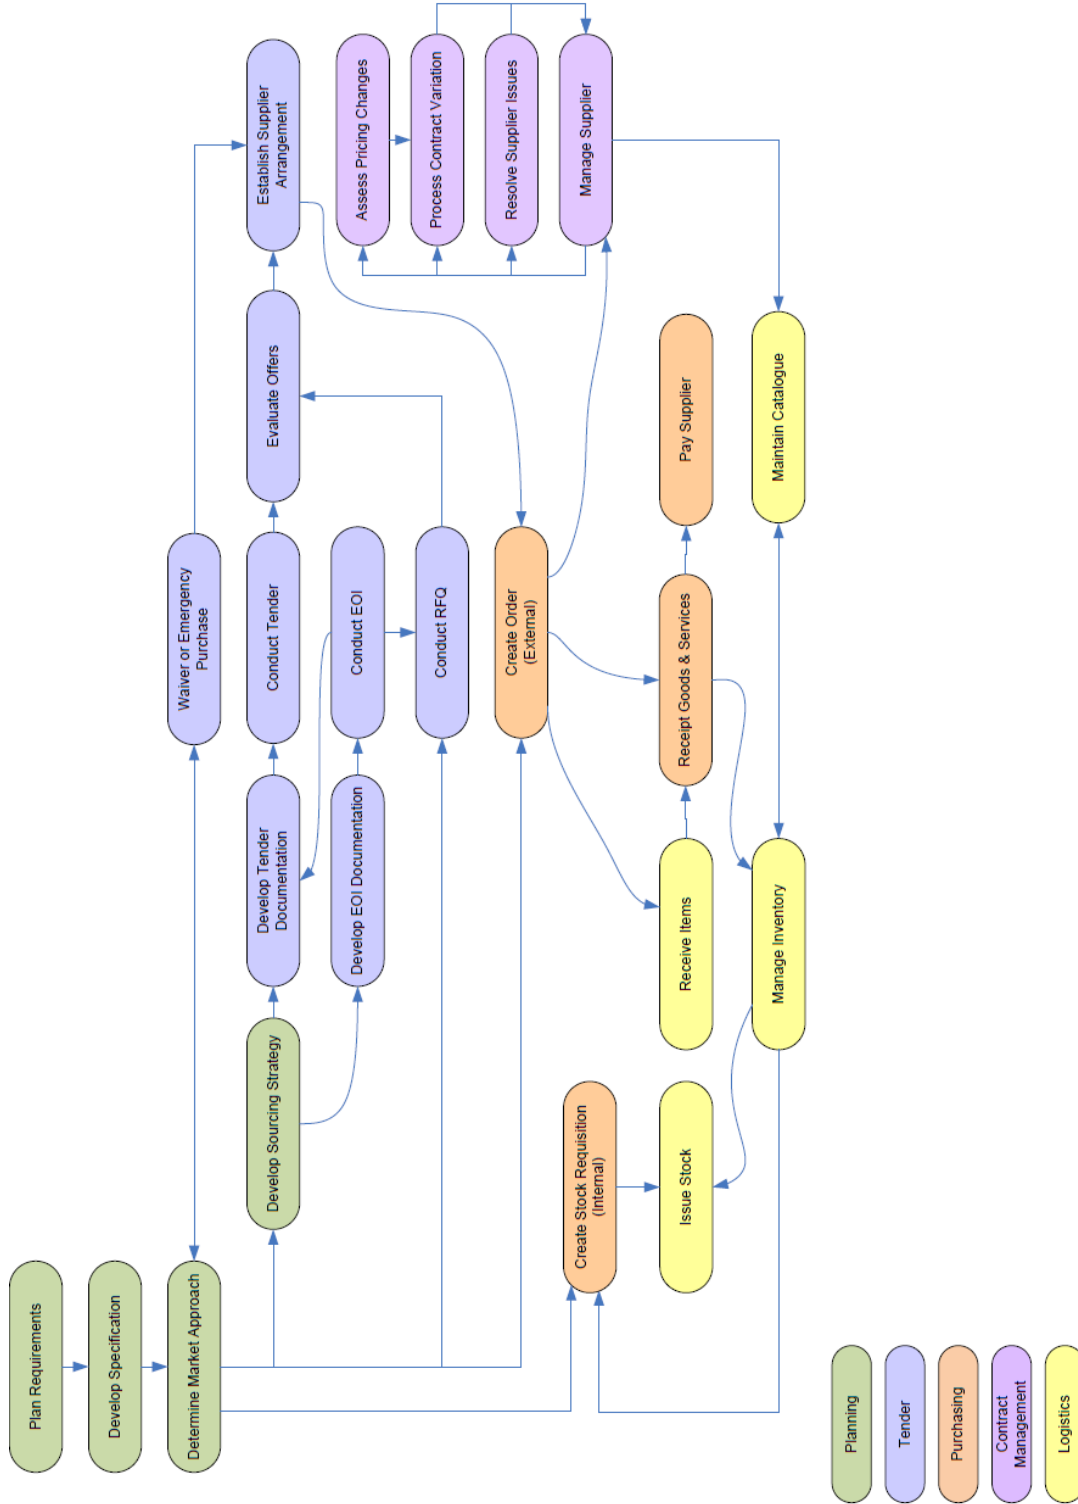 Plan Requirements
Develop Specification
Determine Market Approach
Develop Sourcing Strategy
Develop Tender
Documentation
Develop EOI Documentation
Waiver or Emergency
Purchase
Conduct Tender
Conduct EOI
Conduct RFQ
Evaluate Offers
Establish Supplier
Arrangement
Assess Pricing Changes
Process Contract Variation
Resolve Supplier Issues
Manage Supplier
Create Order
(External)
Create Stock Requisition
(Internal)
Issue Stock
Receive Items
Receipt Goods & Services
Pay Supplier
Manage Inventory
Maintain Catalogue
Planning
Tender
Purchasing
Contract
Management
Logistics